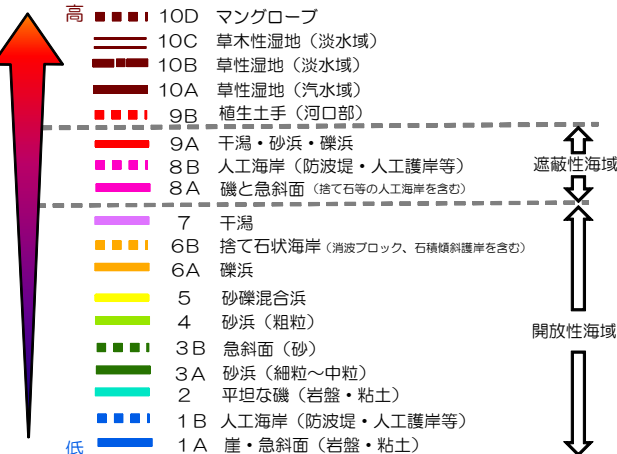 高
10D マングローブ
10C 草木性湿地（淡水域）
10B 草性湿地（淡水域）
10A 草性湿地（汽水域）
9B 植生土手（河口部）
9A 干潟・砂浜・礫浜
8B 人工海岸（防波堤・人工護岸等）
遮蔽性海域
8A 磯と急斜面（捨て石等の人工海岸を含む）
7 干潟
6B 捨て石状海岸（消波ブロック、石積傾斜護岸を含む）
6A 礫浜
5 砂礫混合浜
4 砂浜（粗粒）
開放性海域
3B 急斜面（砂）
3A 砂浜（細粒～中粒）
2 平坦な磯（岩盤・粘土）
1B 人工海岸（防波堤・人工護岸等）
低
1A 崖・急斜面（岩盤・粘土）